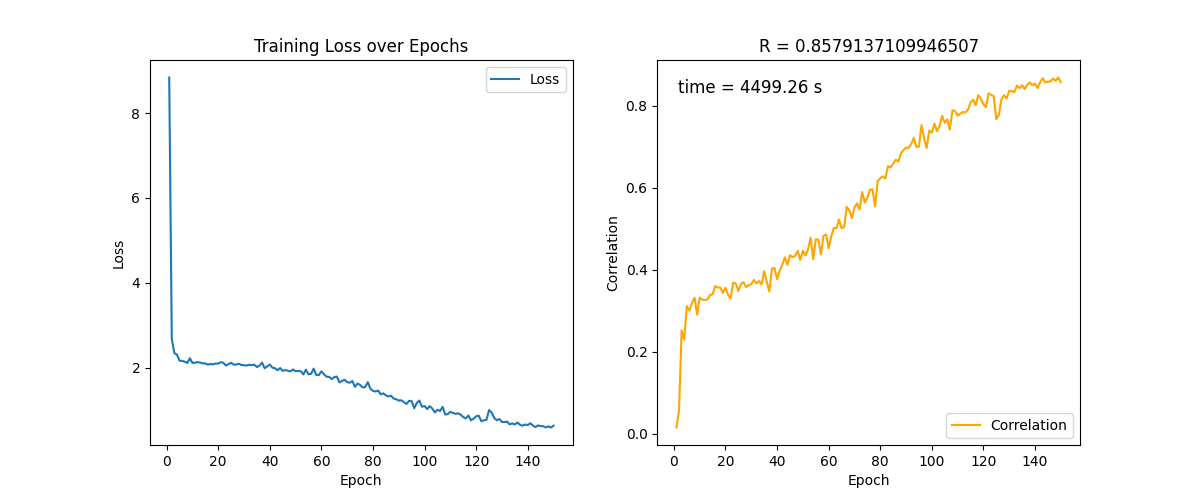 Training Loss over Epochs
Loss
8
6
4
2
Loss
0 20 40 60 80 100 120 140
Epoch
R = 0.8579137109946507
time = 4499.26 s
0.8
0.6
0.4
0.2
0.0
Correlation
Correlation
0 20 40 60 80 100 120 140
Epoch